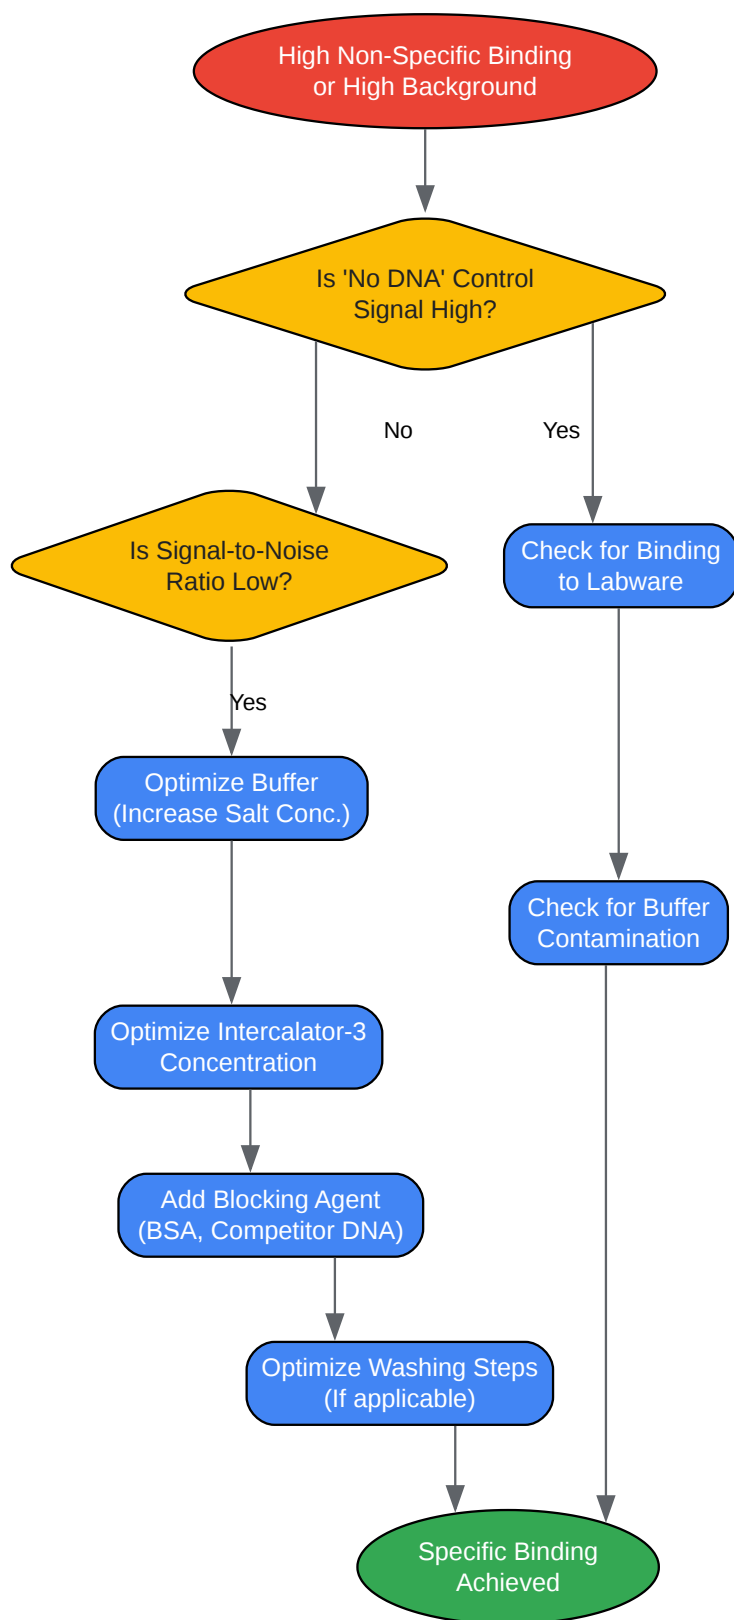 High Non-Specific Binding
or High Background
Is 'No DNA' Control
Signal High?
No
Yes
Is Signal-to-Noise
Ratio Low?
Check for Binding
to Labware
Yes
Optimize Buffer
(Increase Salt Conc.)
Check for Buffer
Contamination
Optimize Intercalator-3
Concentration
Add Blocking Agent
(BSA, Competitor DNA)
Optimize Washing Steps
(If applicable)
Specific Binding
Achieved